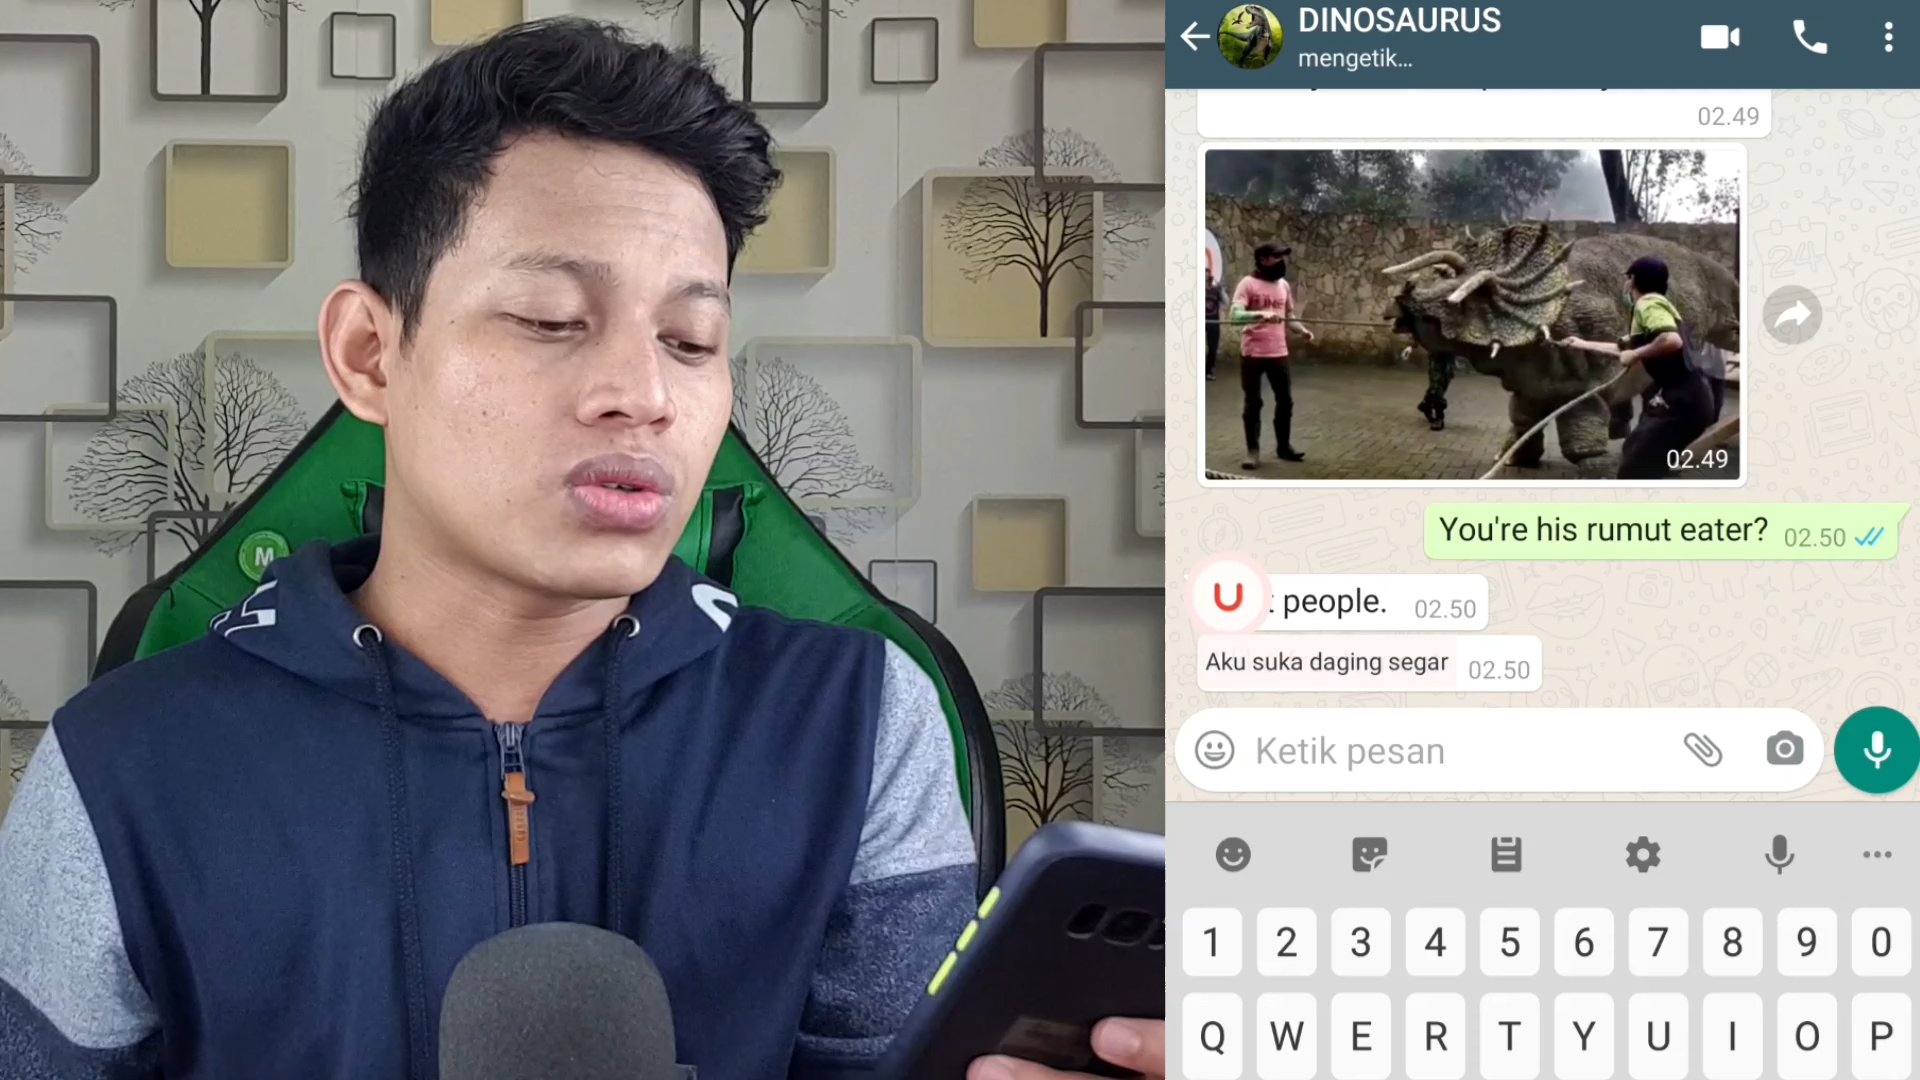 DINOSAURUS
mengetik...
02.49
02.49
You're his rumut eater? 02.50
people. 02.50
Aku suka daging segar 02.50
Ketik pesan
1 2 3 4 5 6 7 8 9 0
Q W E R T Y U I O P
M
U